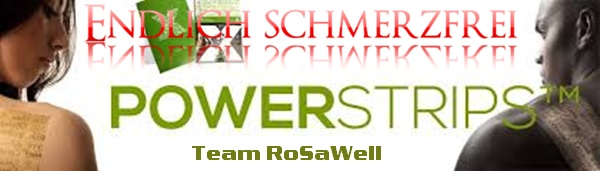 ENDLICH SCHMERZFREI
POWERSTRIPS™
Team RoSaWell